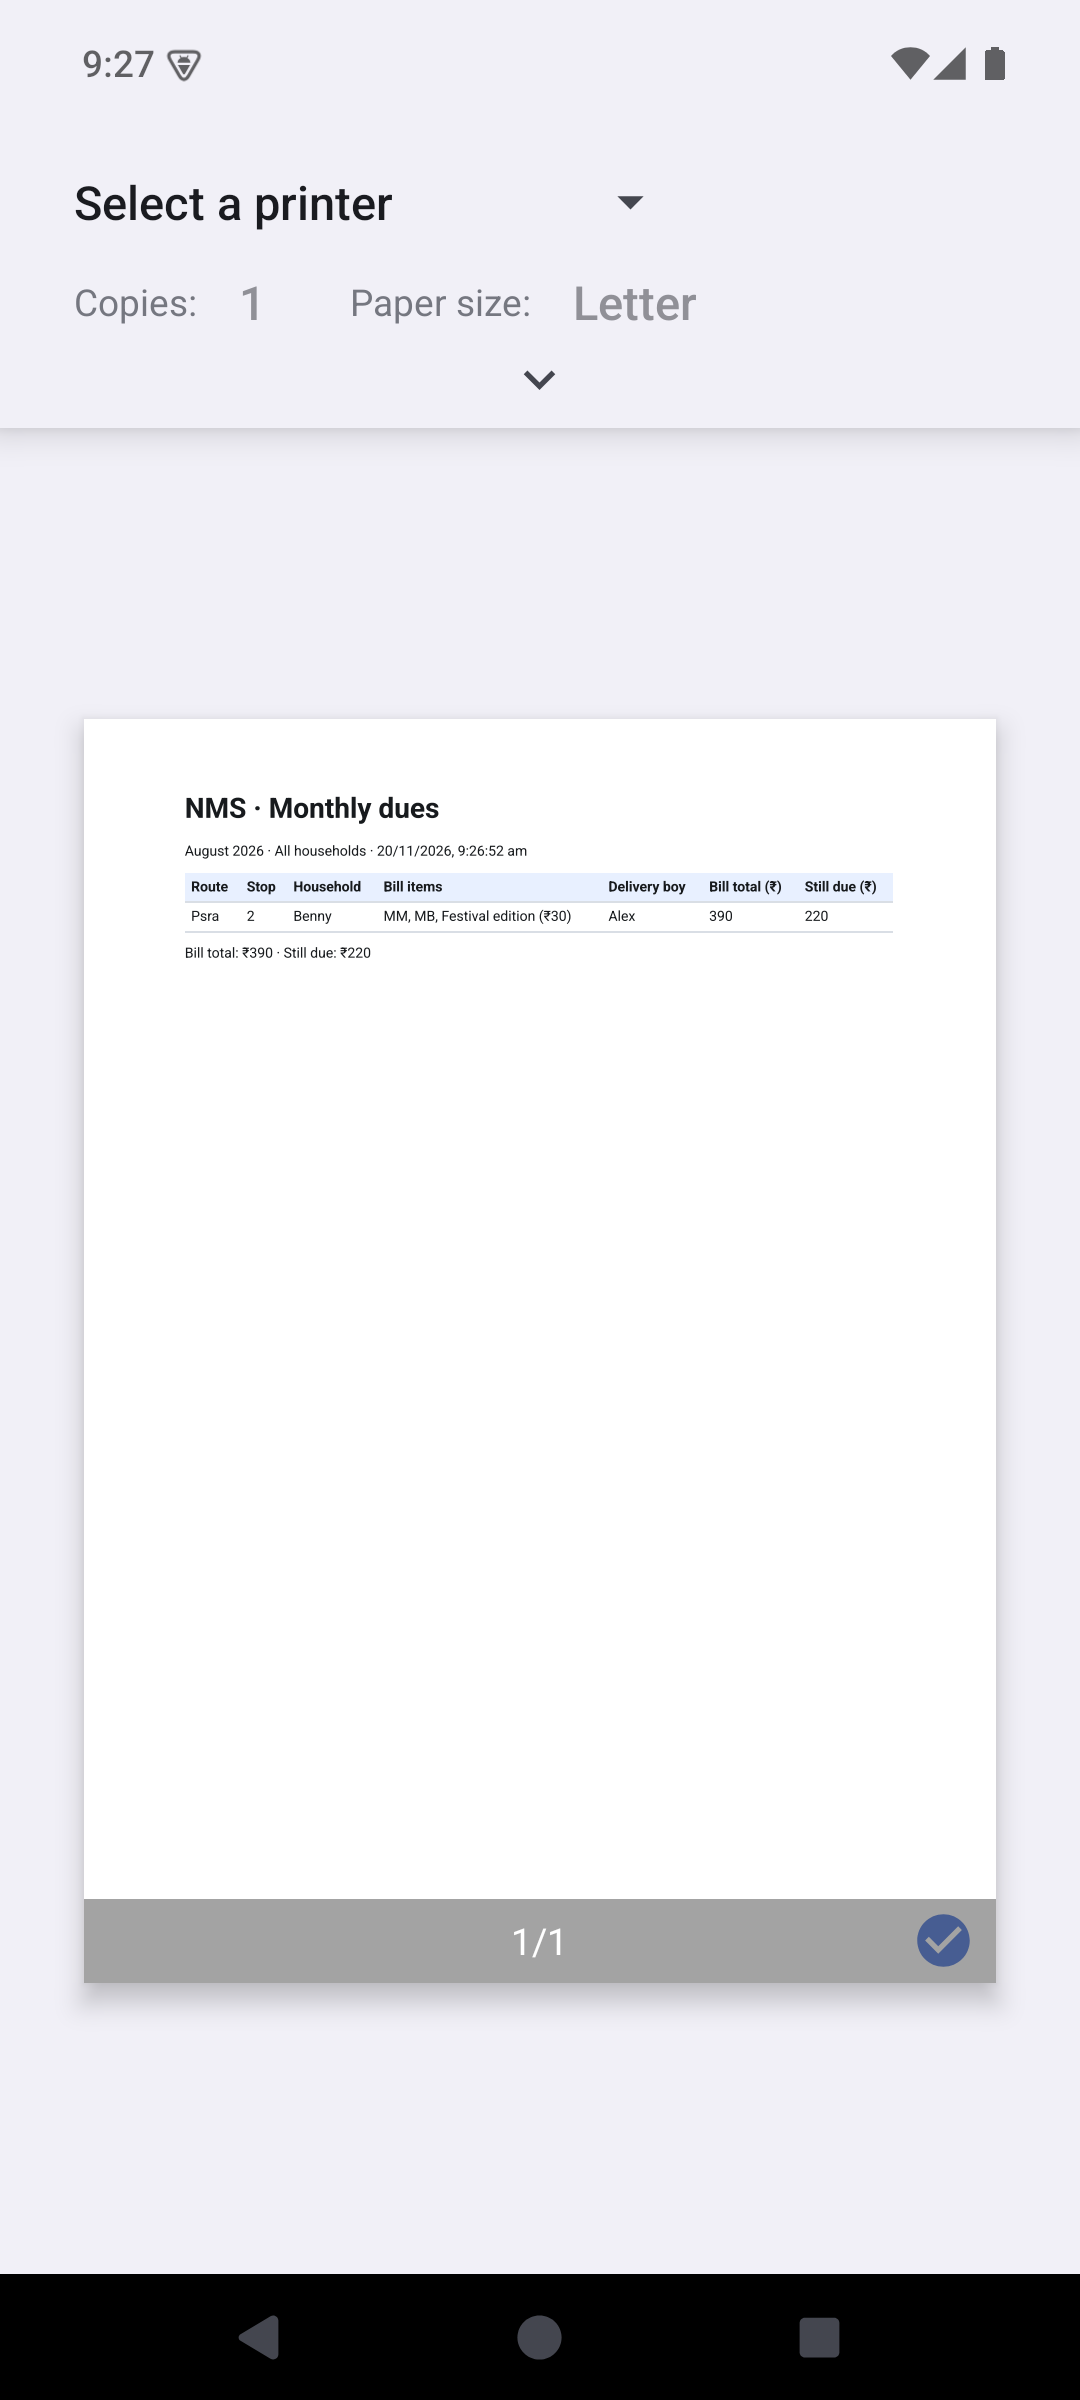 9:27
Select a printer
Copies: 1 Paper size: Letter
NMS · Monthly dues
August 2026 · All households · 20/11/2026, 9:26:52 am
Route Stop Household Bill items Delivery boy Bill total (₹) Still due (₹)
Psra 2 Benny MM, MB, Festival edition (₹30) Alex 390 220
Bill total: ₹390 · Still due: ₹220
1/1